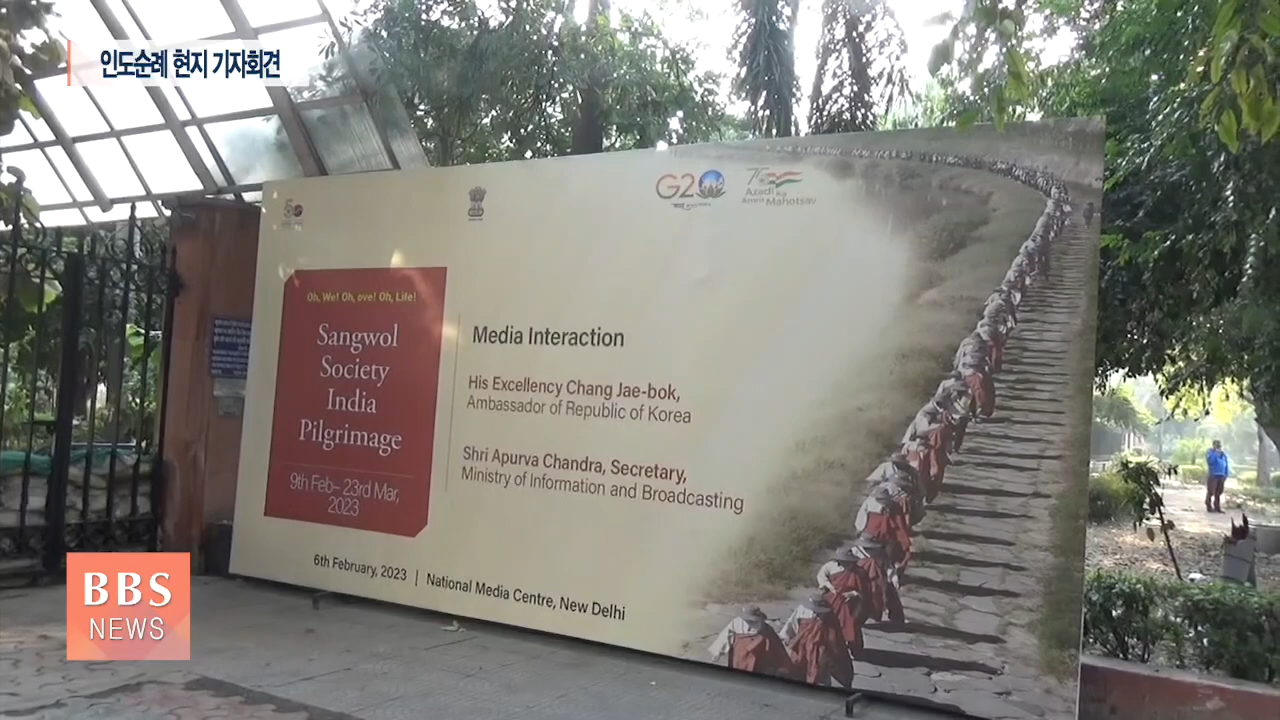 인도순례 현지 기자회견
G20
75
Azadi Ka
Amrit Mahotsav
Oh, We! Oh, ove! Oh, Life!
Sangwol
Society
India
Pilgrimage
9th Feb– 23rd Mar,
2023
Media Interaction
His Excellency Chang Jae-bok,
Ambassador of Republic of Korea
Shri Apurva Chandra, Secretary,
Ministry of Information and Broadcasting
6th February, 2023 | National Media Centre, New Delhi
BBS
NEWS